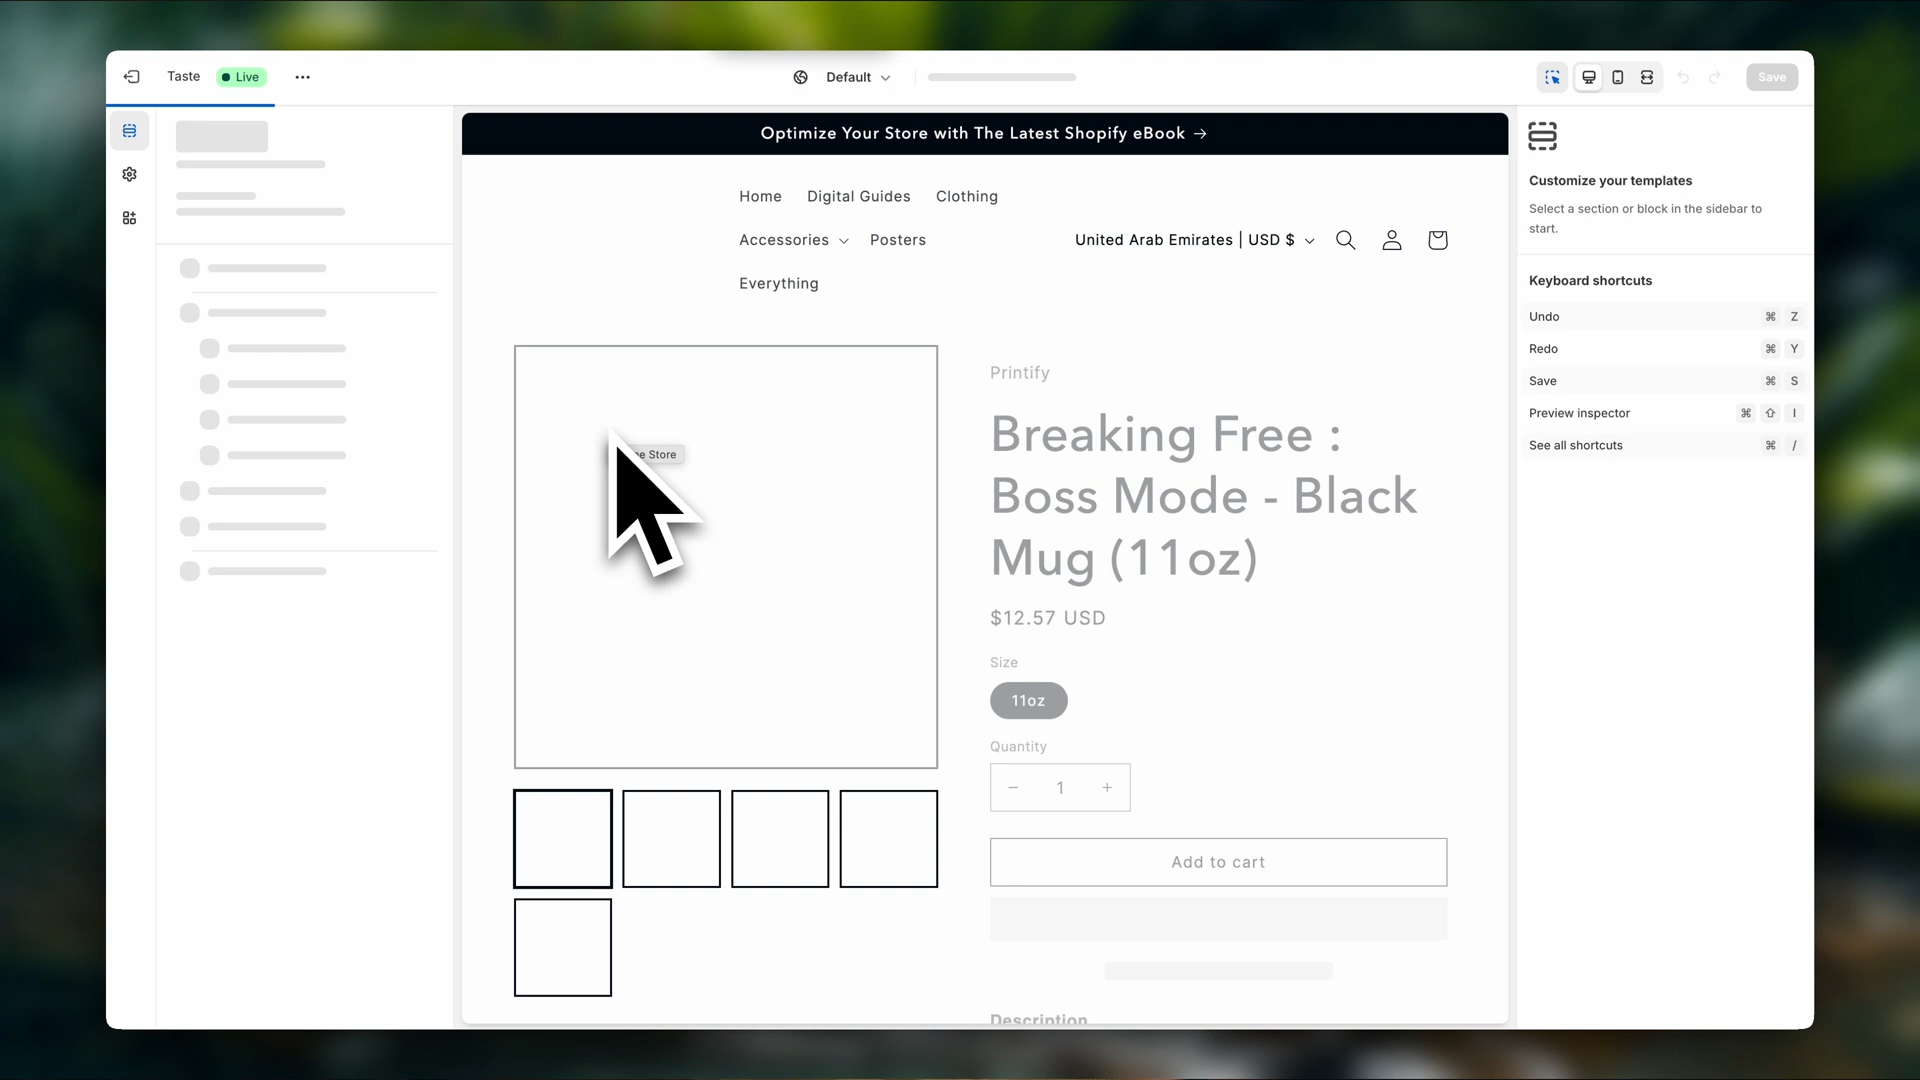 Taste
Live
Default
Save
Optimize Your Store with The Latest Shopify eBook →
Home Digital Guides Clothing
Accessories Posters
Everything
United Arab Emirates | USD $
Store
Printify
Breaking Free :
Boss Mode - Black
Mug (11oz)
$12.57 USD
Size
11oz
Quantity
− 1 +
Add to cart
Description
Customize your templates
Select a section or block in the sidebar to
start.
Keyboard shortcuts
Undo ⌘ Z
Redo ⌘ Y
Save ⌘ S
Preview inspector ⌘ ⇧ I
See all shortcuts ⌘ /